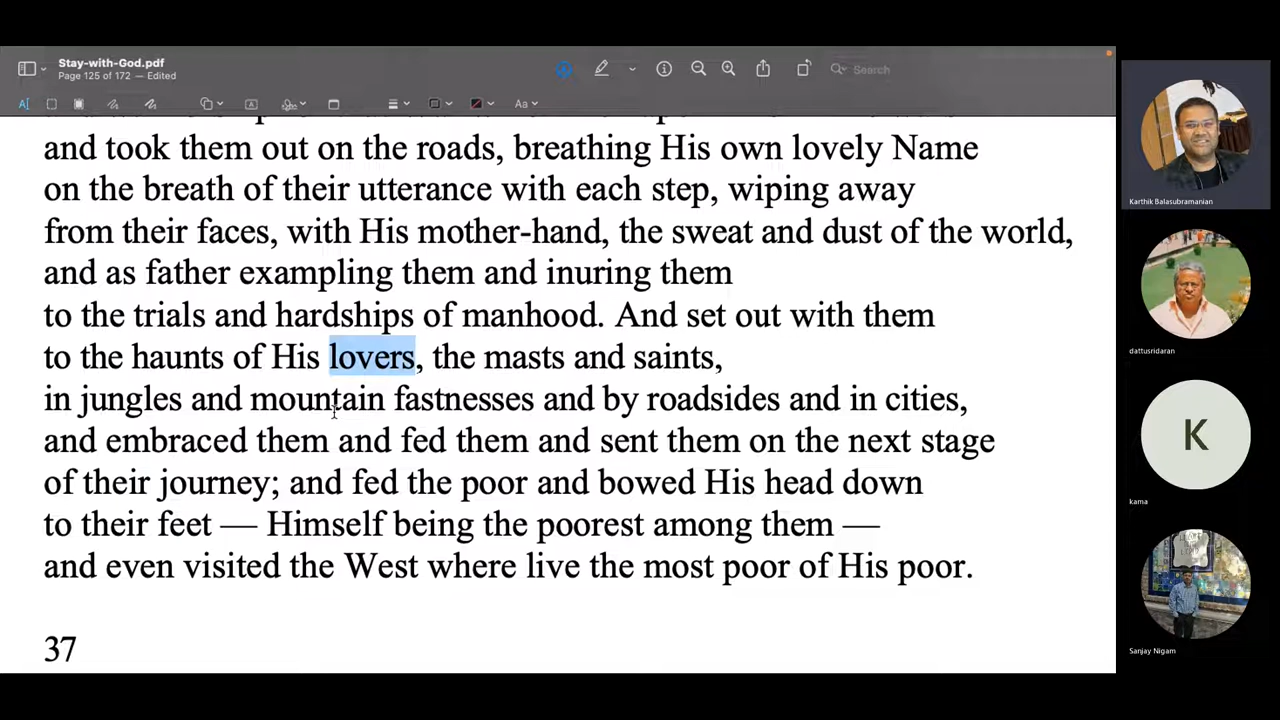 Stay-with-God.pdf
Page 125 of 172 — Edited
Search
Aa
and took them out on the roads, breathing His own lovely Name
on the breath of their utterance with each step, wiping away
from their faces, with His mother-hand, the sweat and dust of the world,
and as father exampling them and inuring them
to the trials and hardships of manhood. And set out with them
to the haunts of His lovers, the masts and saints,
in jungles and mountain fastnesses and by roadsides and in cities,
and embraced them and fed them and sent them on the next stage
of their journey; and fed the poor and bowed His head down
to their feet — Himself being the poorest among them —
and even visited the West where live the most poor of His poor.
37
Karthik Balasubramanian
dattusridaran
K
kama
Sanjay Nigam